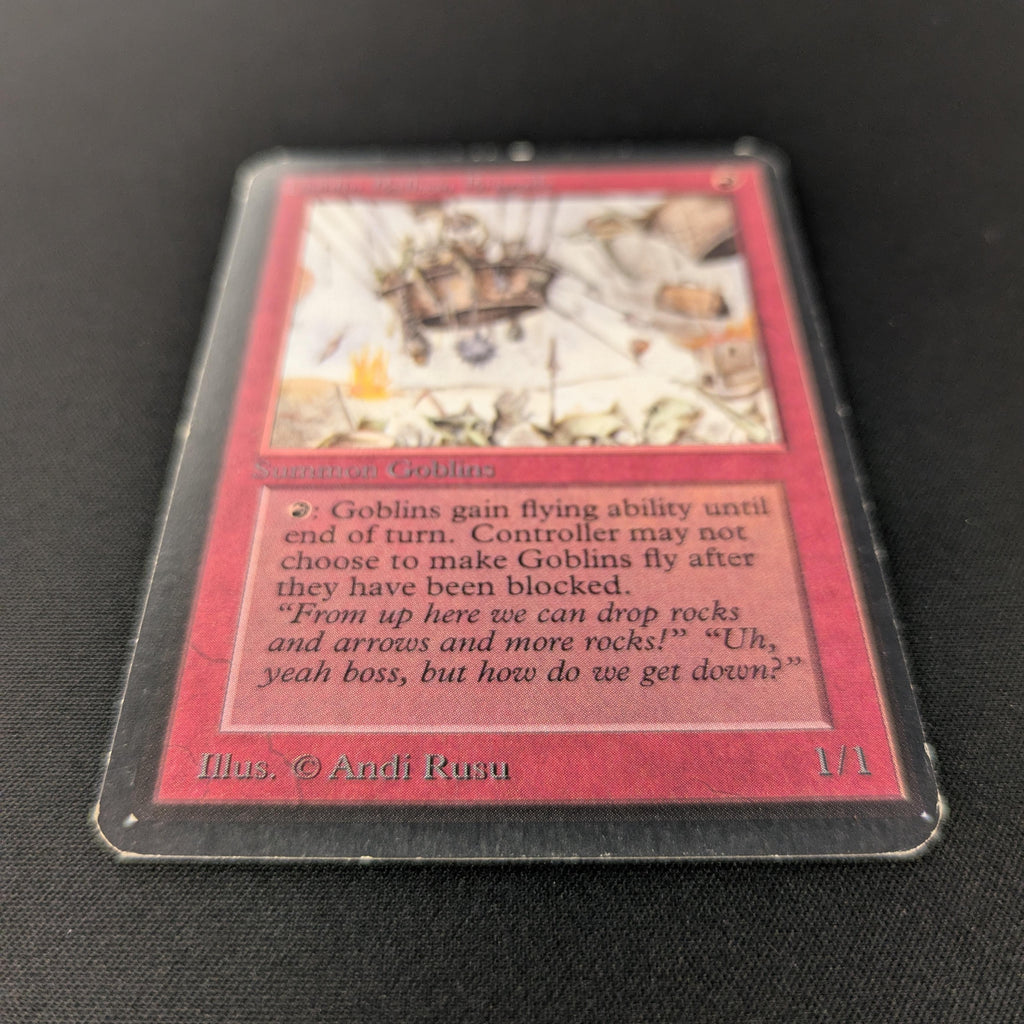 Summon Goblins
: Goblins gain flying ability until
end of turn. Controller may not
choose to make Goblins fly after
they have been blocked.
“From up here we can drop rocks
and arrows and more rocks!” “Uh,
yeah boss, but how do we get down?”
Illus. © Andi Rusu
1/1